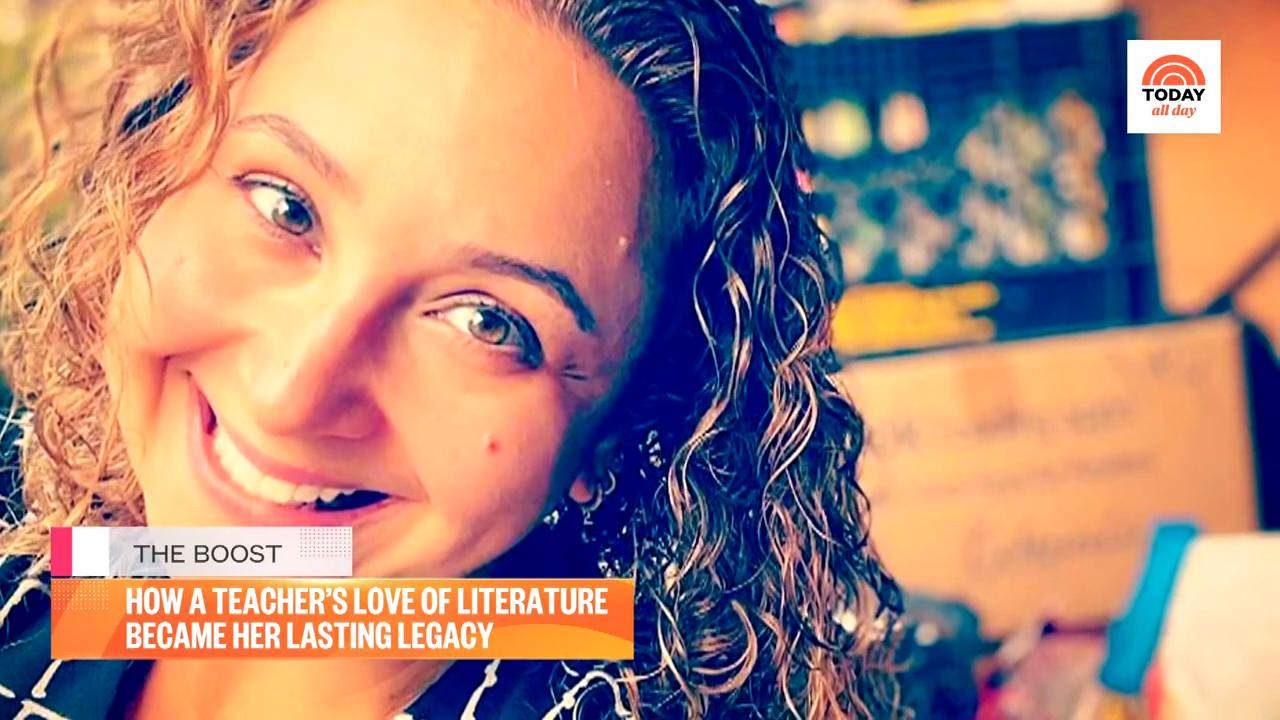 TODAY
all day
THE BOOST
HOW A TEACHER'S LOVE OF LITERATURE
BECAME HER LASTING LEGACY